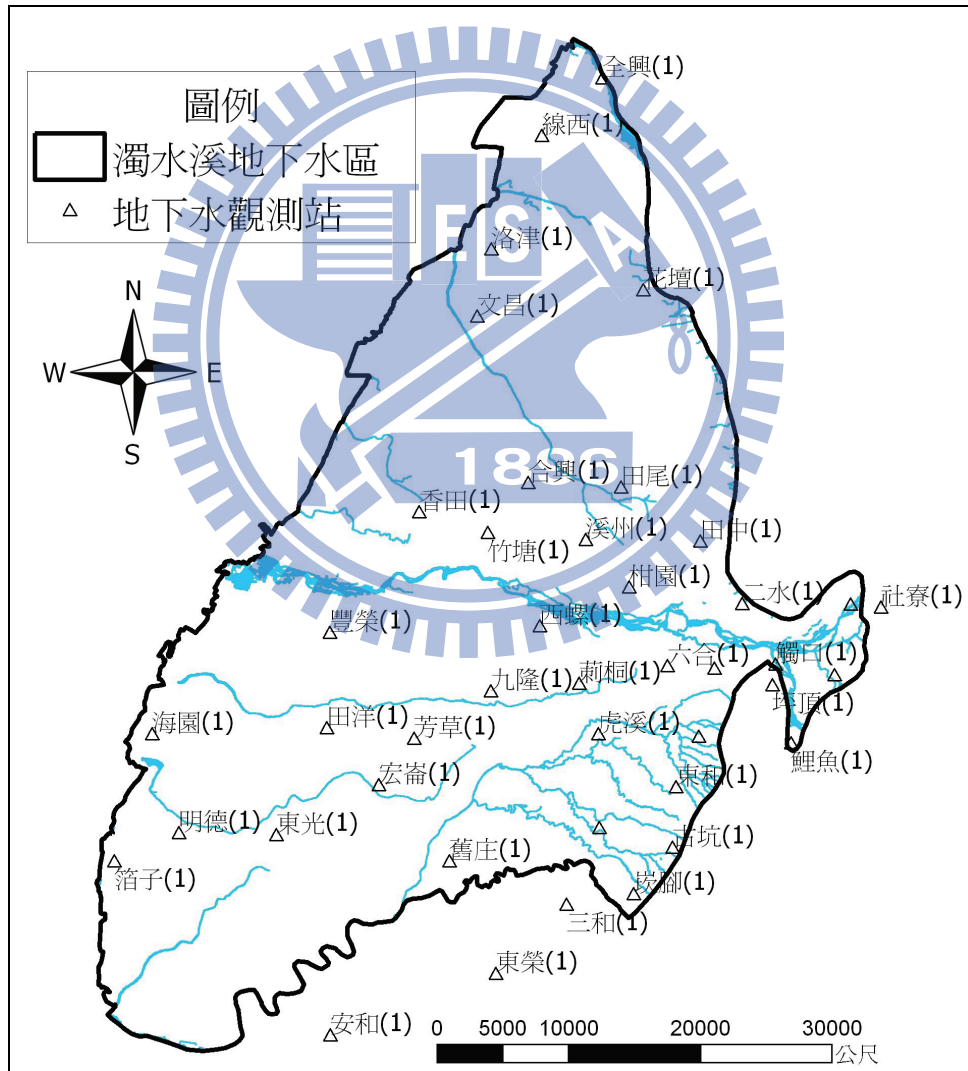 全興(1)
線西(1)
圖例
濁水溪地下水區
地下水觀測站
ESA
洛津(1)
花壇(1)
文昌(1)
N
W
E
S
1896
合興(1)
田尾(1)
香田(1)
竹塘(1)
溪州(1)
田中(1)
柑園(1)
二水(1)
社寮(1)
豐榮(1)
西螺(1)
六合(1)
觸口(1)
九隆(1)
莿桐(1)
坪頂(1)
海園(1)
田洋(1)
芳草(1)
虎溪(1)
鯉魚(1)
宏崙(1)
東和(1)
明德(1)
東光(1)
古坑(1)
箔子(1)
舊庄(1)
崁腳(1)
三和(1)
東榮(1)
安和(1)
0 5000 10000 20000 30000
公尺